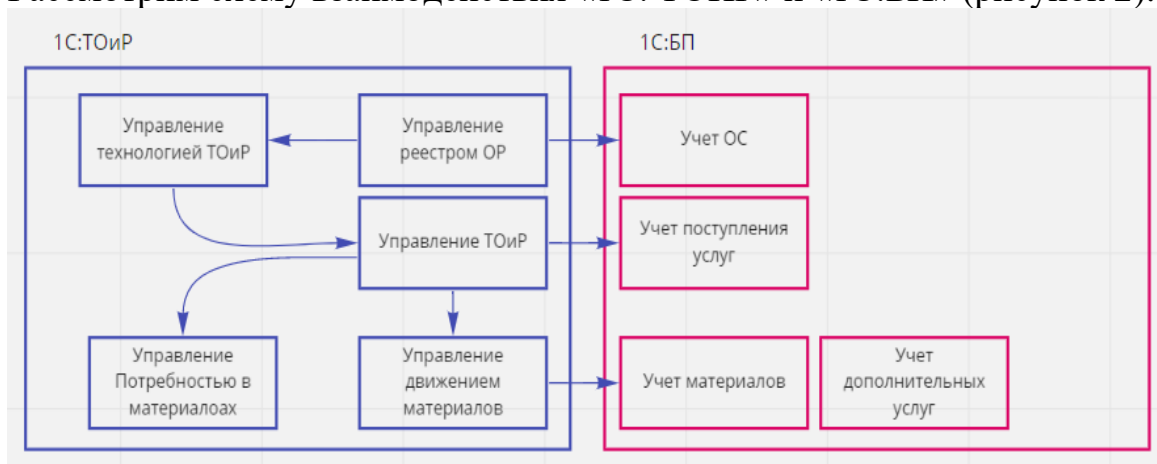 1С:ТОиР
1С:БП
Управление
технологией ТОиР
Управление
реестром ОР
Учет ОС
Управление ТОиР
Учет поступления
услуг
Управление
Потребностью в
материалоах
Управление
движением
материалов
Учет материалов
Учет
дополнительных
услуг